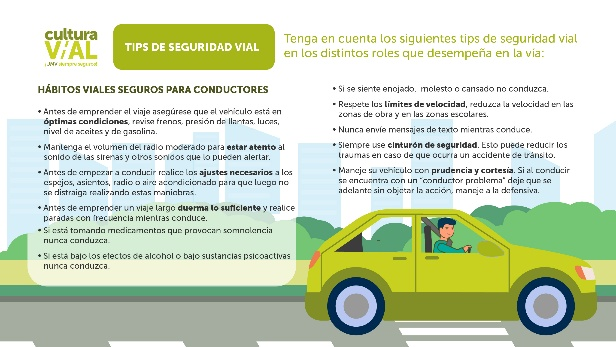 cultura
VIAL
¡UMV siempre seguros!
TIPS DE SEGURIDAD VIAL
Tenga en cuenta los siguientes tips de seguridad vial
en los distintos roles que desempeña en la vía:
HÁBITOS VIALES SEGUROS PARA CONDUCTORES
• Antes de emprender el viaje asegúrese que el vehículo está en
óptimas condiciones, revise frenos, presión de llantas, luces,
nivel de aceites y de gasolina.
• Mantenga el volumen del radio moderado para estar atento al
sonido de las sirenas y otros sonidos que lo pueden alertar.
• Antes de empezar a conducir realice los ajustes necesarios a los
espejos, asientos, radio o aire acondicionado para que luego no
se distraiga realizando estas maniobras.
• Antes de emprender un viaje largo duerma lo suficiente y realice
paradas con frecuencia mientras conduce.
• Si está tomando medicamentos que provocan somnolencia
nunca conduzca.
• Si está bajo los efectos de alcohol o bajo sustancias psicoactivas
nunca conduzca.
• Si se siente enojado, molesto o cansado no conduzca.
• Respete los límites de velocidad, reduzca la velocidad en las
zonas de obra y en las zonas escolares.
• Nunca envíe mensajes de texto mientras conduce.
• Siempre use cinturón de seguridad. Esto puede reducir los
traumas en caso de que ocurra un accidente de tránsito.
• Maneje su vehículo con prudencia y cortesía. Si al conducir
se encuentra con un "conductor problema" deje que se
adelante sin objetar la acción, maneje a la defensiva.